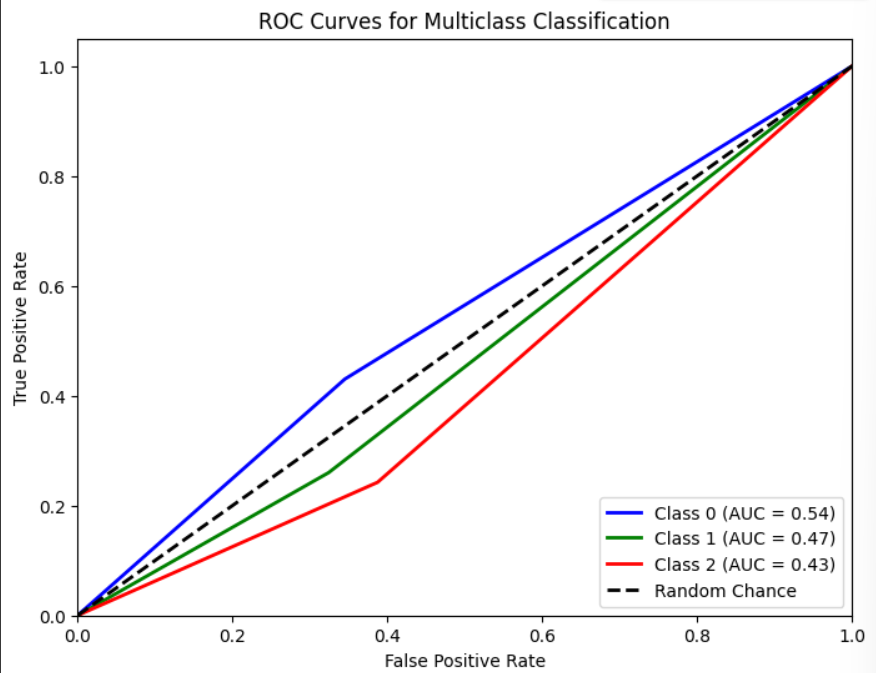 ROC Curves for Multiclass Classification
1.0
0.8
0.6
0.4
0.2
0.0
True Positive Rate
Class 0 (AUC = 0.54)
Class 1 (AUC = 0.47)
Class 2 (AUC = 0.43)
Random Chance
0.0 0.2 0.4 0.6 0.8 1.0
False Positive Rate